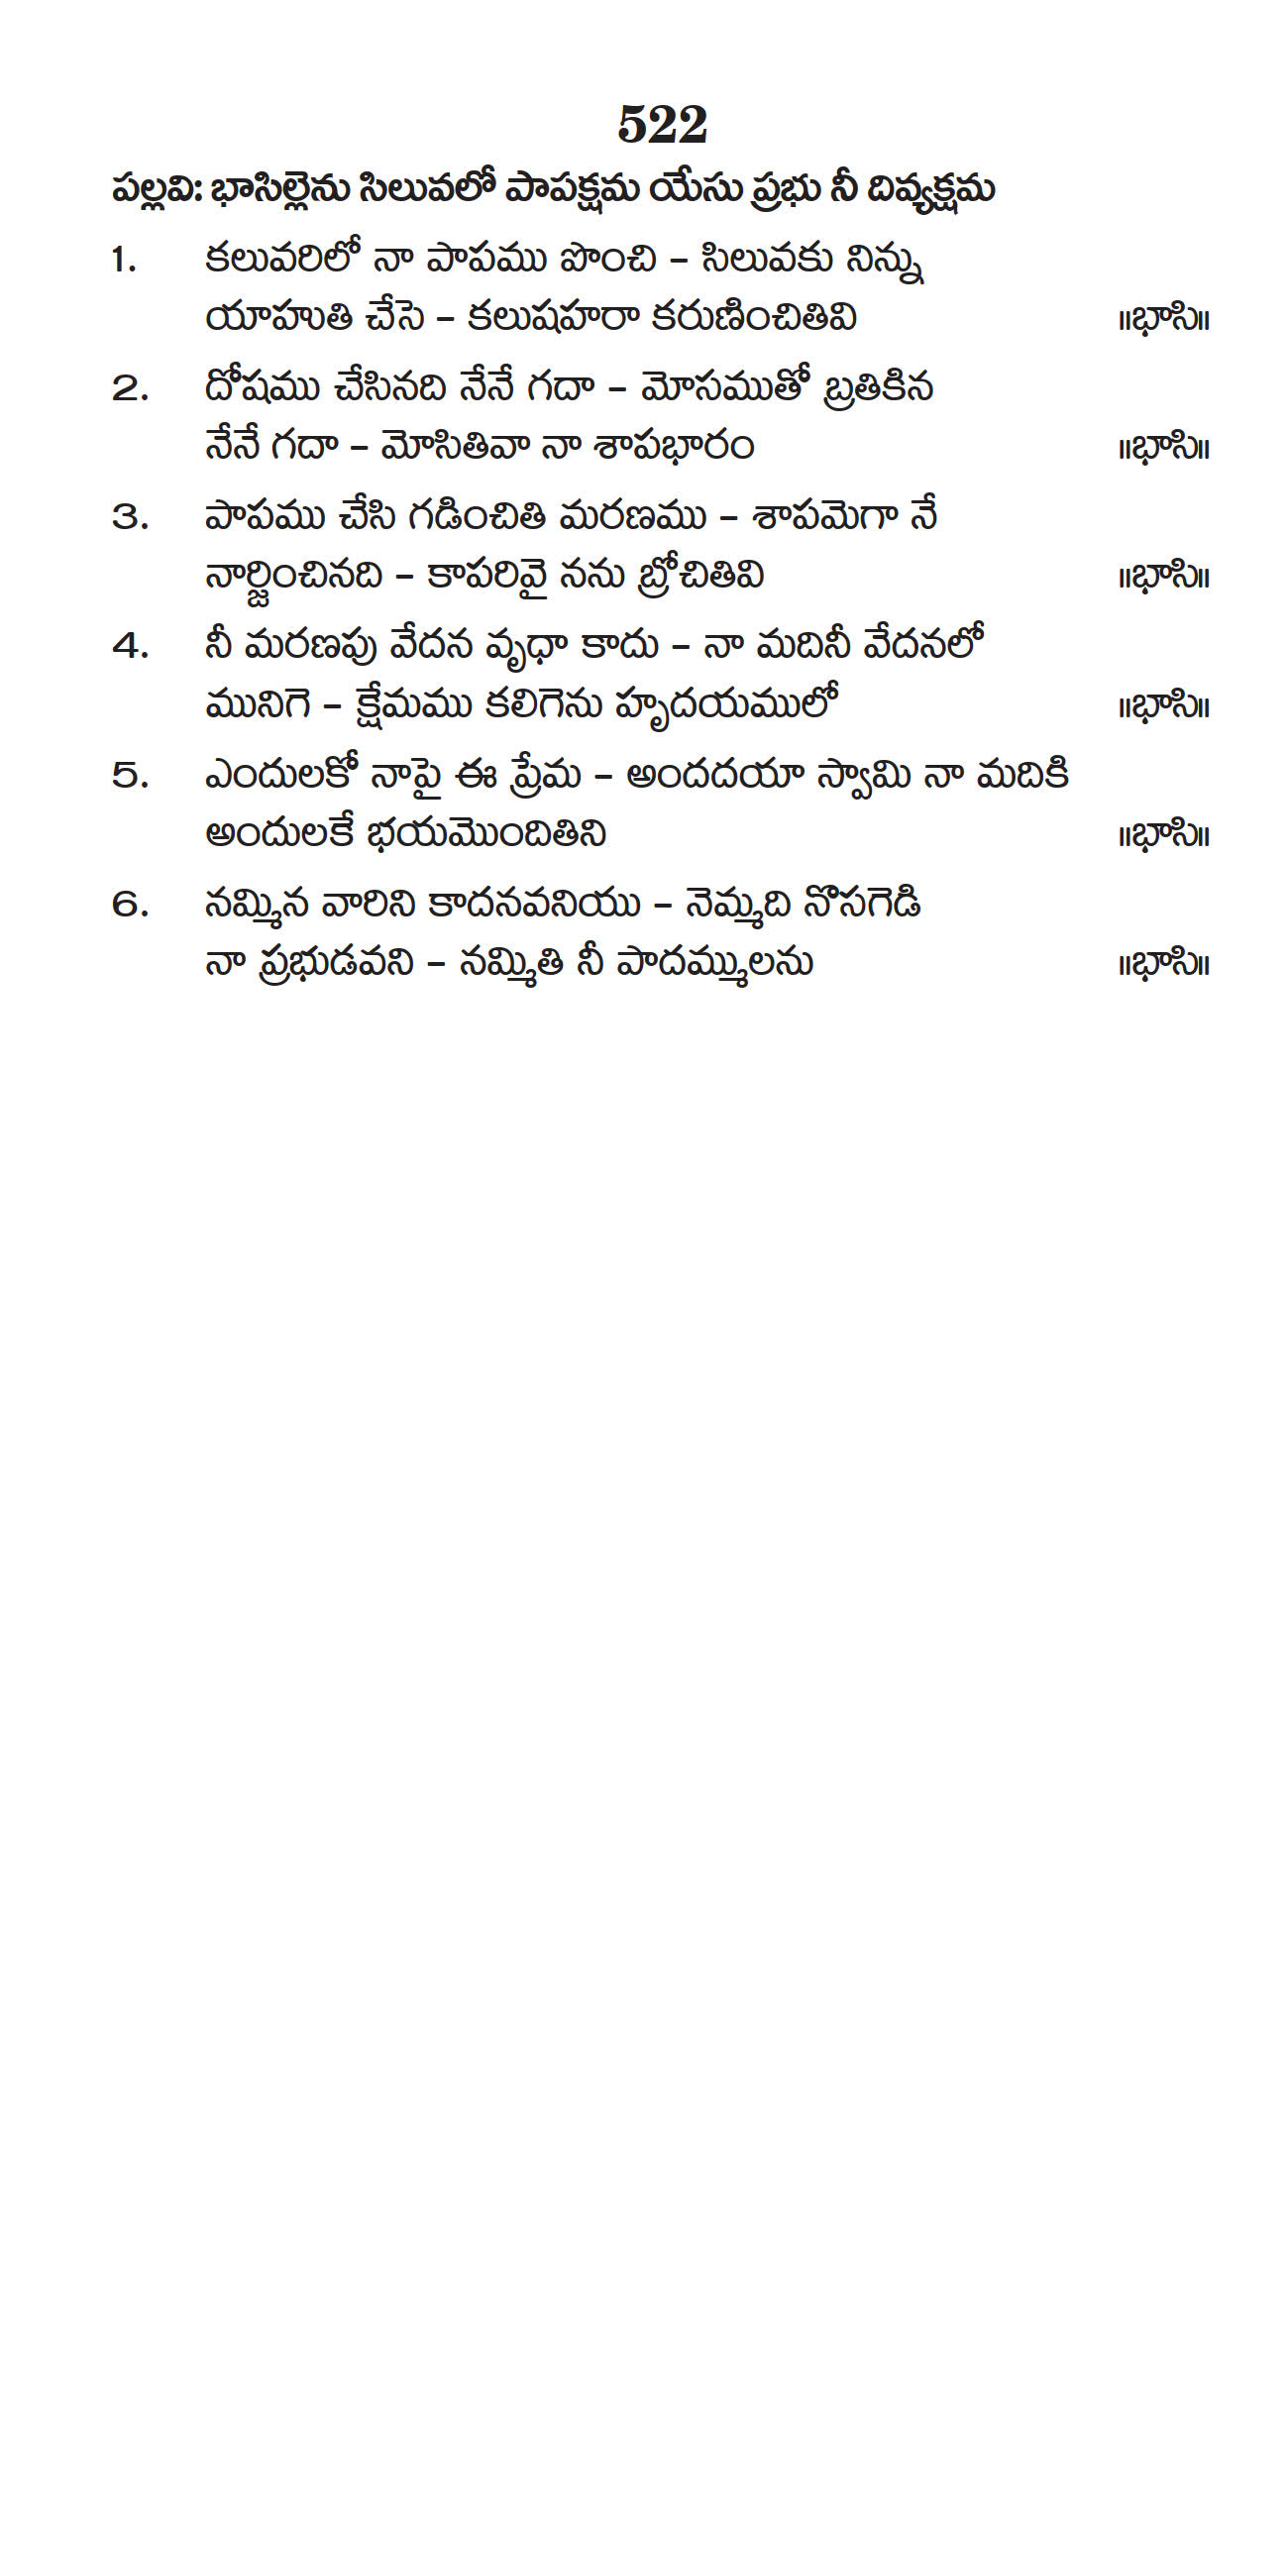 522
పల్లవి: భాసిల్లెను సిలువలో పాపక్షమ యేసు ప్రభు నీ దివ్యక్షమ
1. కలువరిలో నా పాపము పొంచి – సిలువకు నిన్ను
యాహుతి చేసె – కలుషహరా కరుణించితివి ॥భాసి॥
2. దోషము చేసినది నేనే గదా – మోసముతో బ్రతికిన
నేనే గదా – మోసితివా నా శాపభారం ॥భాసి॥
3. పాపము చేసి గడించితి మరణము – శాపమెగా నే
నార్జించినది – కాపరివై నను బ్రోచితివి ॥భాసి॥
4. నీ మరణపు వేదన వృధా కాదు – నా మదినీ వేదనలో
మునిగె – క్షేమము కలిగెను హృదయములో ॥భాసి॥
5. ఎందులకో నాపై ఈ ప్రేమ – అందదయా స్వామి నా మదికి
అందులకే భయమొందితిని ॥భాసి॥
6. నమ్మిన వారిని కాదనవనియు – నెమ్మది నొసగెడి
నా ప్రభుడవని – నమ్మితి నీ పాదమ్ములను ॥భాసి॥